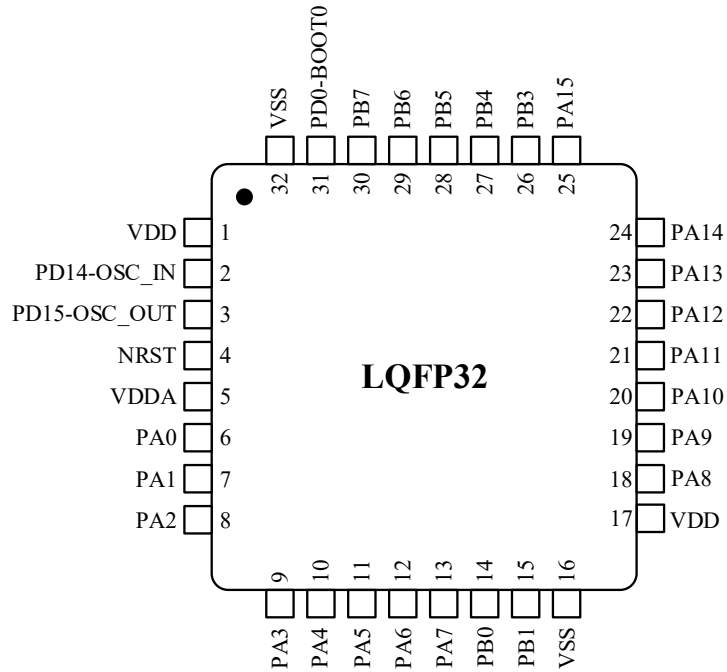 VSS
PD0-BOOT0
PB7
PB6
PB5
PB4
PB3
PA15
32
31
30
29
28
27
26
25
VDD 1
PD14-OSC_IN 2
PD15-OSC_OUT 3
NRST 4
VDDA 5
PA0 6
PA1 7
PA2 8
LQFP32
24 PA14
23 PA13
22 PA12
21 PA11
20 PA10
19 PA9
18 PA8
17 VDD
9
10
11
12
13
14
15
16
PA3
PA4
PA5
PA6
PA7
PB0
PB1
VSS